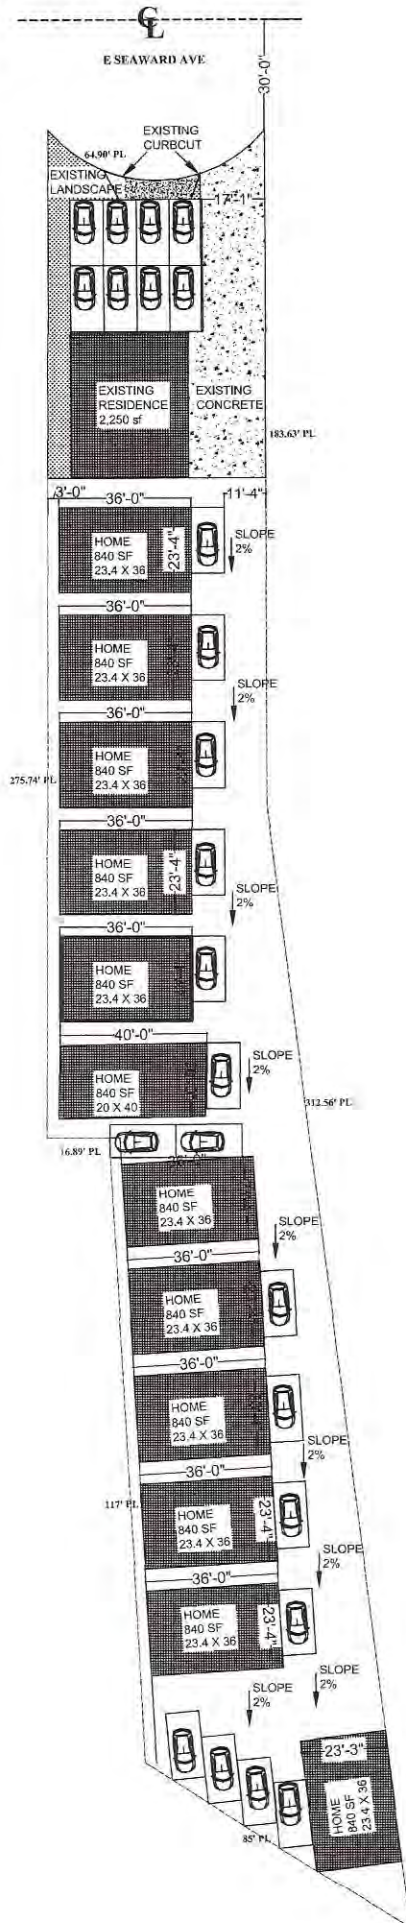 CL
E SEAWARD AVE
30'-0"
EXISTING
CURBCUT
64.90' PL
EXISTING
LANDSCAPE
17'-1"
EXISTING
RESIDENCE
2,250 sf
EXISTING
CONCRETE
183.63' PL
3'-0"
36'-0"
11'-4"
HOME
840 SF
23.4 X 36
23'-4"
SLOPE
2%
36'-0"
HOME
840 SF
23.4 X 36
SLOPE
2%
36'-0"
HOME
840 SF
23.4 X 36
275.74' PL
36'-0"
HOME
840 SF
23.4 X 36
23'-4"
SLOPE
2%
36'-0"
HOME
840 SF
23.4 X 36
40'-0"
HOME
840 SF
20 X 40
SLOPE
2%
312.56' PL
16.89' PL
36'-0"
HOME
840 SF
23.4 X 36
SLOPE
2%
36'-0"
HOME
840 SF
23.4 X 36
36'-0"
HOME
840 SF
23.4 X 36
SLOPE
2%
36'-0"
117' PL
HOME
840 SF
23.4 X 36
23'-4"
SLOPE
2%
36'-0"
HOME
840 SF
23.4 X 36
23'-4"
SLOPE
2%
SLOPE
2%
23'-3"
HOME
840 SF
23.4 X 36
85' PL